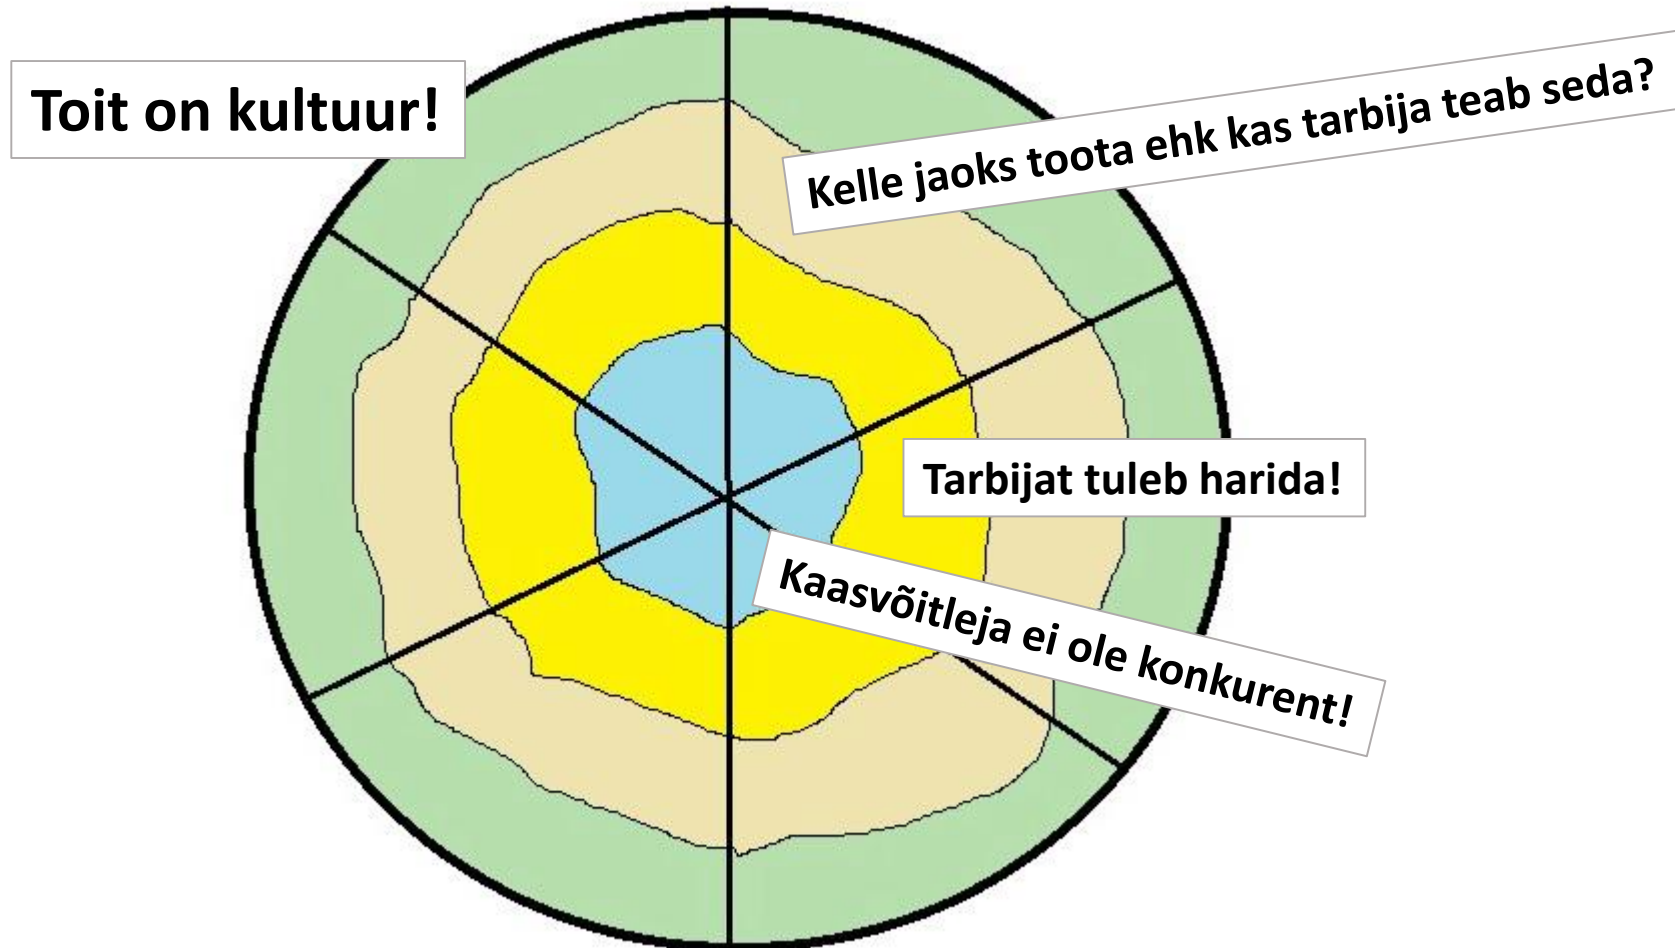 Toit on kultuur!
Kelle jaoks toota ehk kas tarbija teab seda?
Tarbijat tuleb harida!
Kaasvõitleja ei ole konkurent!